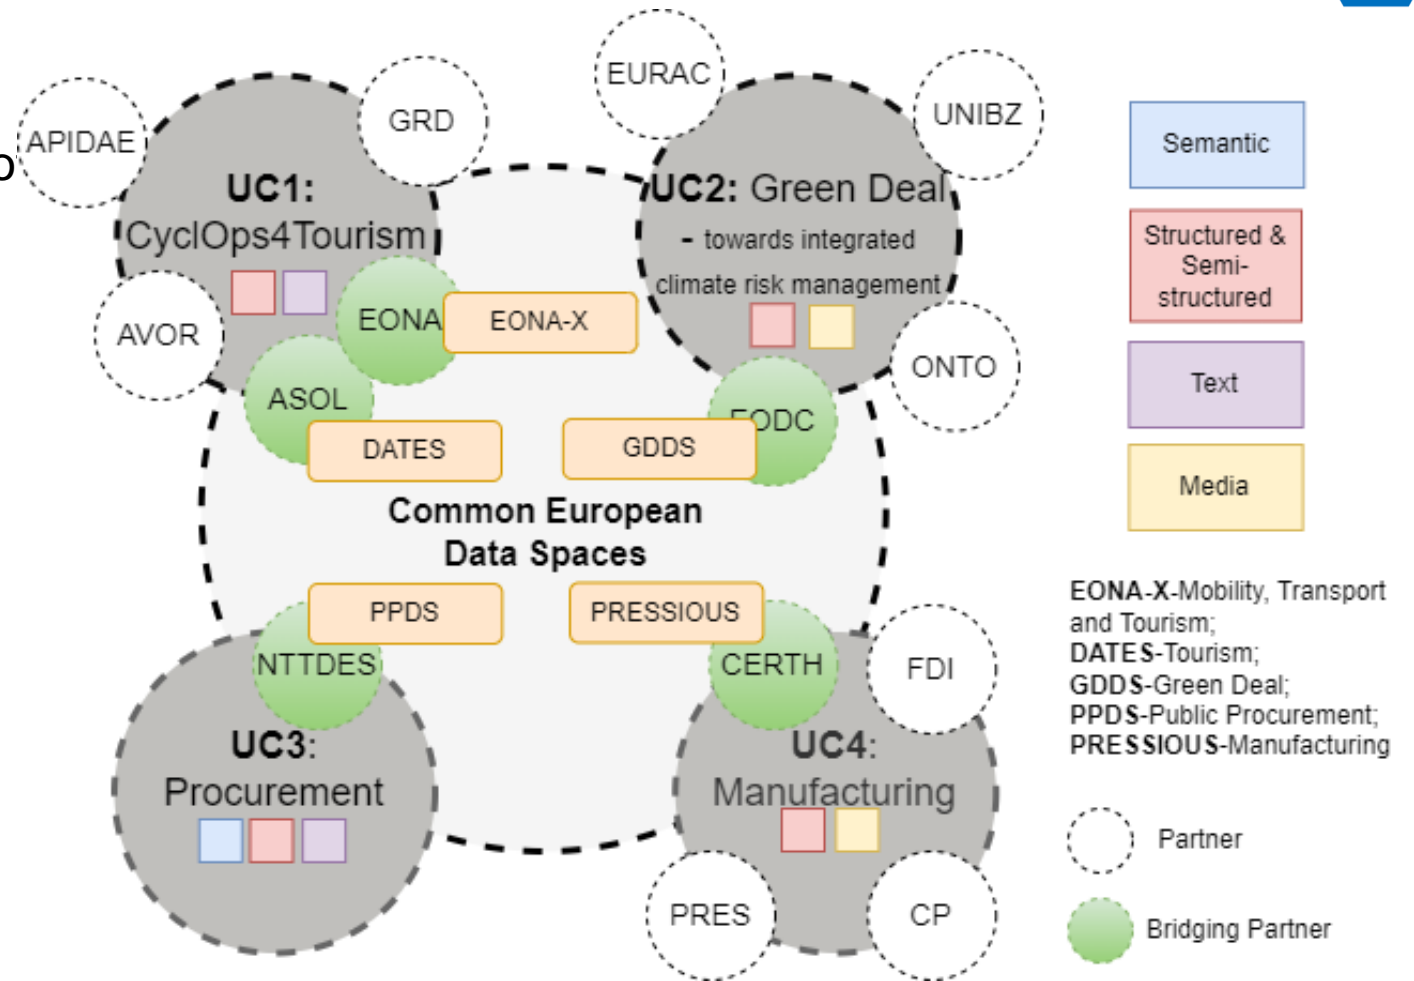 EURAC
UNIBZ
GRD
APIDAE
o
UC1:
CyclOps4Tourism
UC2: Green Deal
- towards integrated
climate risk management
AVOR
EONA
EONA-X
ONTO
ASOL
DATES
GDDS
EODC
Common European
Data Spaces
PPDS
PRESSIOUS
NTTDES
CERTH
FDI
UC3:
Procurement
UC4:
Manufacturing
PRES
CP
Semantic
Structured &
Semi-
structured
Text
Media
EONA-X-Mobility, Transport
and Tourism;
DATES-Tourism;
GDDS-Green Deal;
PPDS-Public Procurement;
PRESSIOUS-Manufacturing
Partner
Bridging Partner